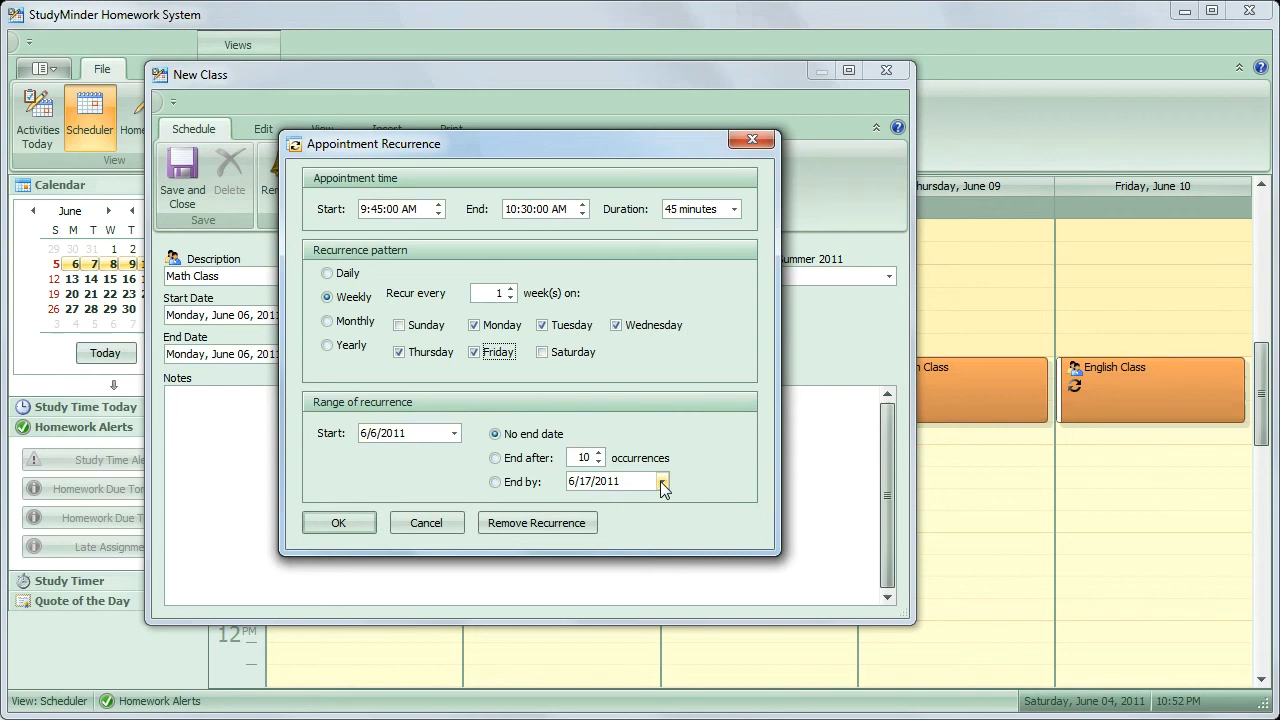 StudyMinder Homework System
Views
File
Activities Today
Scheduler
Home
View
Calendar
June
S M T W T
29 30 31 1 2
5 6 7 8 9
12 13 14 15 16
19 20 21 22 23
26 27 28 29 30
3 4 5 6 7
Today
Study Time Today
Homework Alerts
Study Time Ale
Homework Due To
Homework Due T
Late Assignme
Study Timer
Quote of the Day
New Class
Schedule Edit View Insert Print
Save and Close
Delete
Save
Description
Math Class
Start Date
Monday, June 06, 201
End Date
Monday, June 06, 201
Notes
ummer 2011
Appointment Recurrence
Appointment time
Start: 9:45:00 AM End: 10:30:00 AM Duration: 45 minutes
Recurrence pattern
Daily
Weekly Recur every 1 week(s) on:
Monthly
Yearly
Sunday Monday Tuesday Wednesday
Thursday Friday Saturday
Range of recurrence
Start: 6/6/2011
No end date
End after: 10 occurrences
End by: 6/17/2011
OK Cancel Remove Recurrence
hursday, June 09 Friday, June 10
Class
English Class
12 PM
View: Scheduler Homework Alerts
Saturday, June 04, 2011 10:52 PM